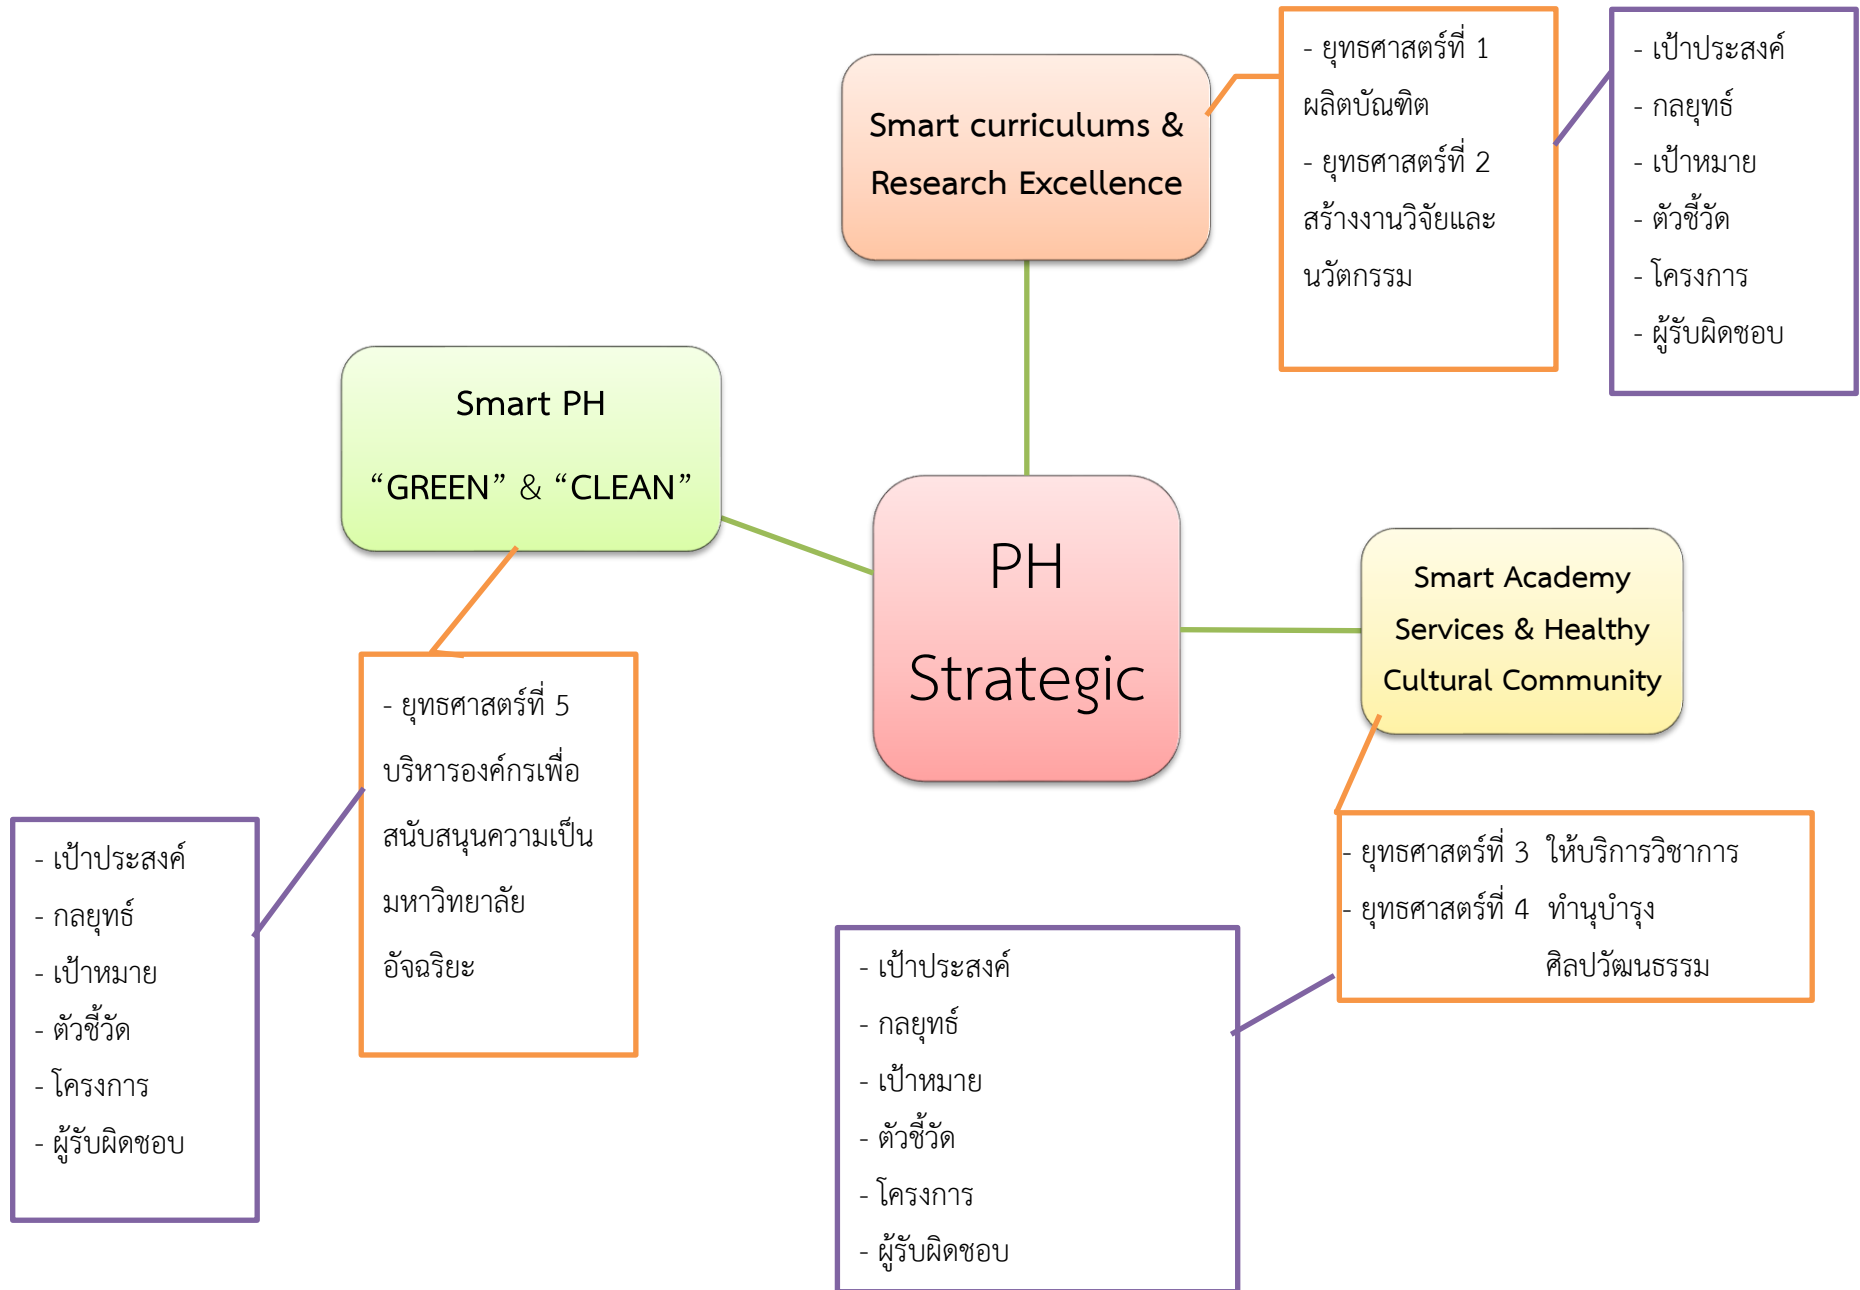 Smart curriculums &
Research Excellence
- ยุทธศาสตร์ที่ 1
ผลิตบัณฑิต
- ยุทธศาสตร์ที่ 2
สร้างงานวิจัยและ
นวัตกรรม
- เป้าประสงค์
- กลยุทธ์
- เป้าหมาย
- ตัวชี้วัด
- โครงการ
- ผู้รับผิดชอบ
Smart PH
“GREEN” & “CLEAN”
PH
Strategic
Smart Academy
Services & Healthy
Cultural Community
- ยุทธศาสตร์ที่ 5
บริหารองค์กรเพื่อ
สนับสนุนความเป็น
มหาวิทยาลัย
อัจฉริยะ
- เป้าประสงค์
- กลยุทธ์
- เป้าหมาย
- ตัวชี้วัด
- โครงการ
- ผู้รับผิดชอบ
- ยุทธศาสตร์ที่ 3 ให้บริการวิชาการ
- ยุทธศาสตร์ที่ 4 ทำนุบำรุง
ศิลปวัฒนธรรม
- เป้าประสงค์
- กลยุทธ์
- เป้าหมาย
- ตัวชี้วัด
- โครงการ
- ผู้รับผิดชอบ